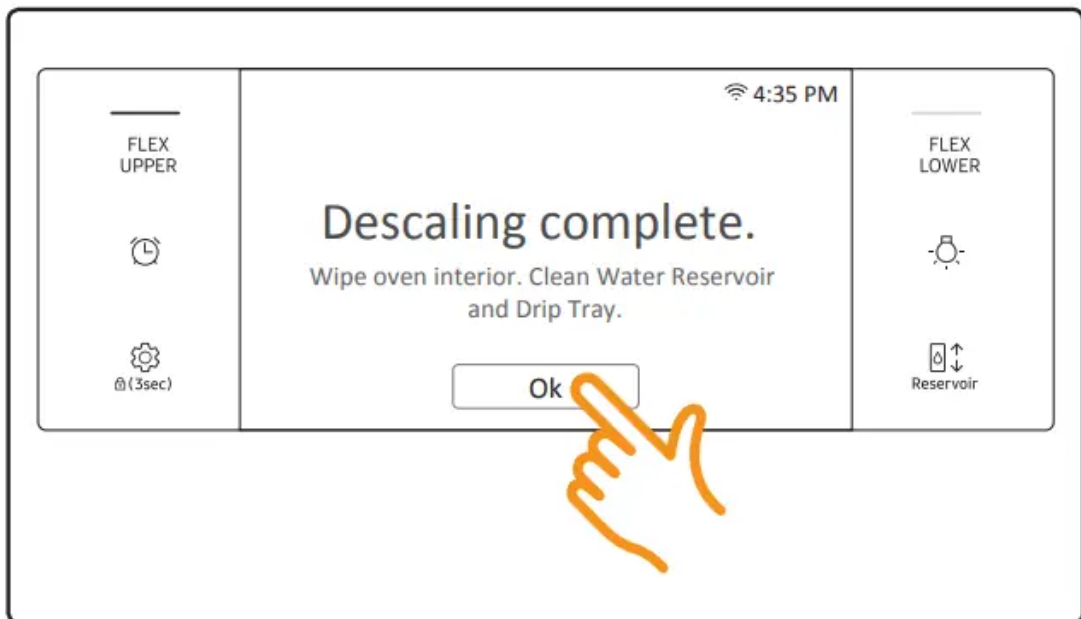 4:35 PM
FLEX
UPPER
FLEX
LOWER
Descaling complete.
Wipe oven interior. Clean Water Reservoir
and Drip Tray.
(3sec)
Ok
Reservoir